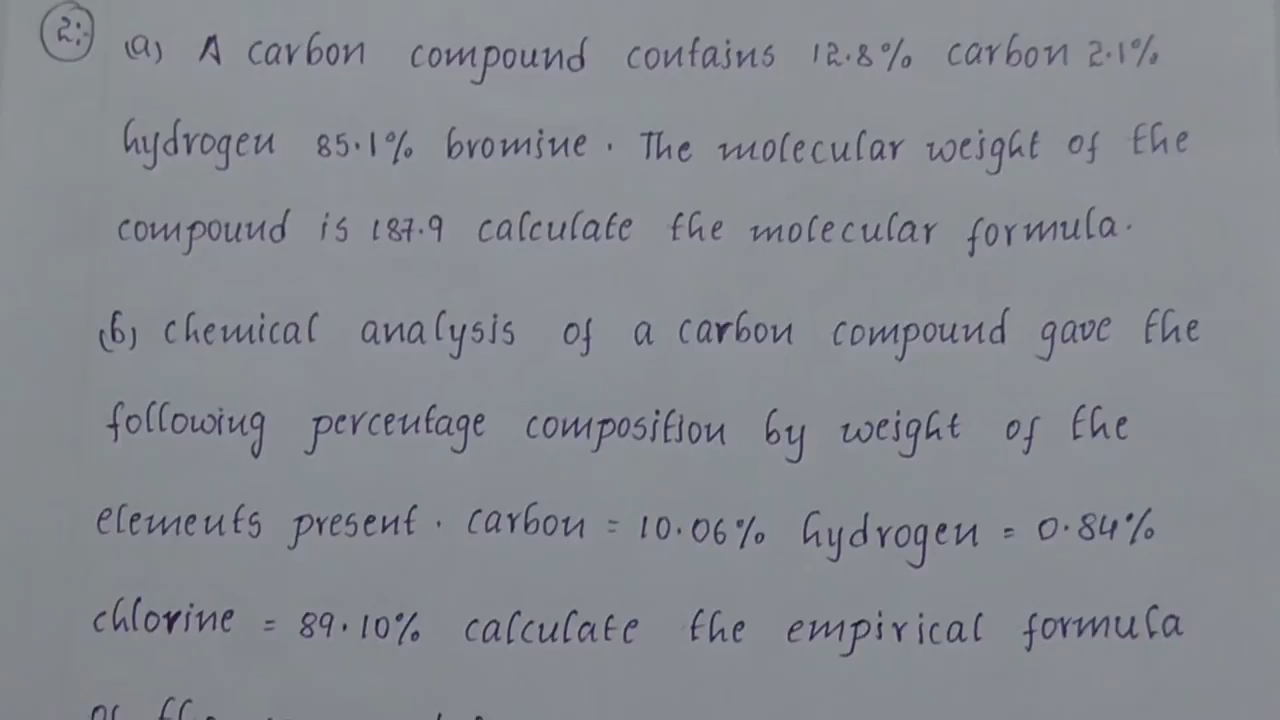 2:- (a) A carbon compound contains 12.8% carbon 2.1%
hydrogen 85.1% bromine. The molecular weight of the
compound is 187.9 calculate the molecular formula.
(b) chemical analysis of a carbon compound gave the
following percentage composition by weight of the
elements present. carbon = 10.06% hydrogen = 0.84%
chlorine = 89.10% calculate the empirical formula
of the